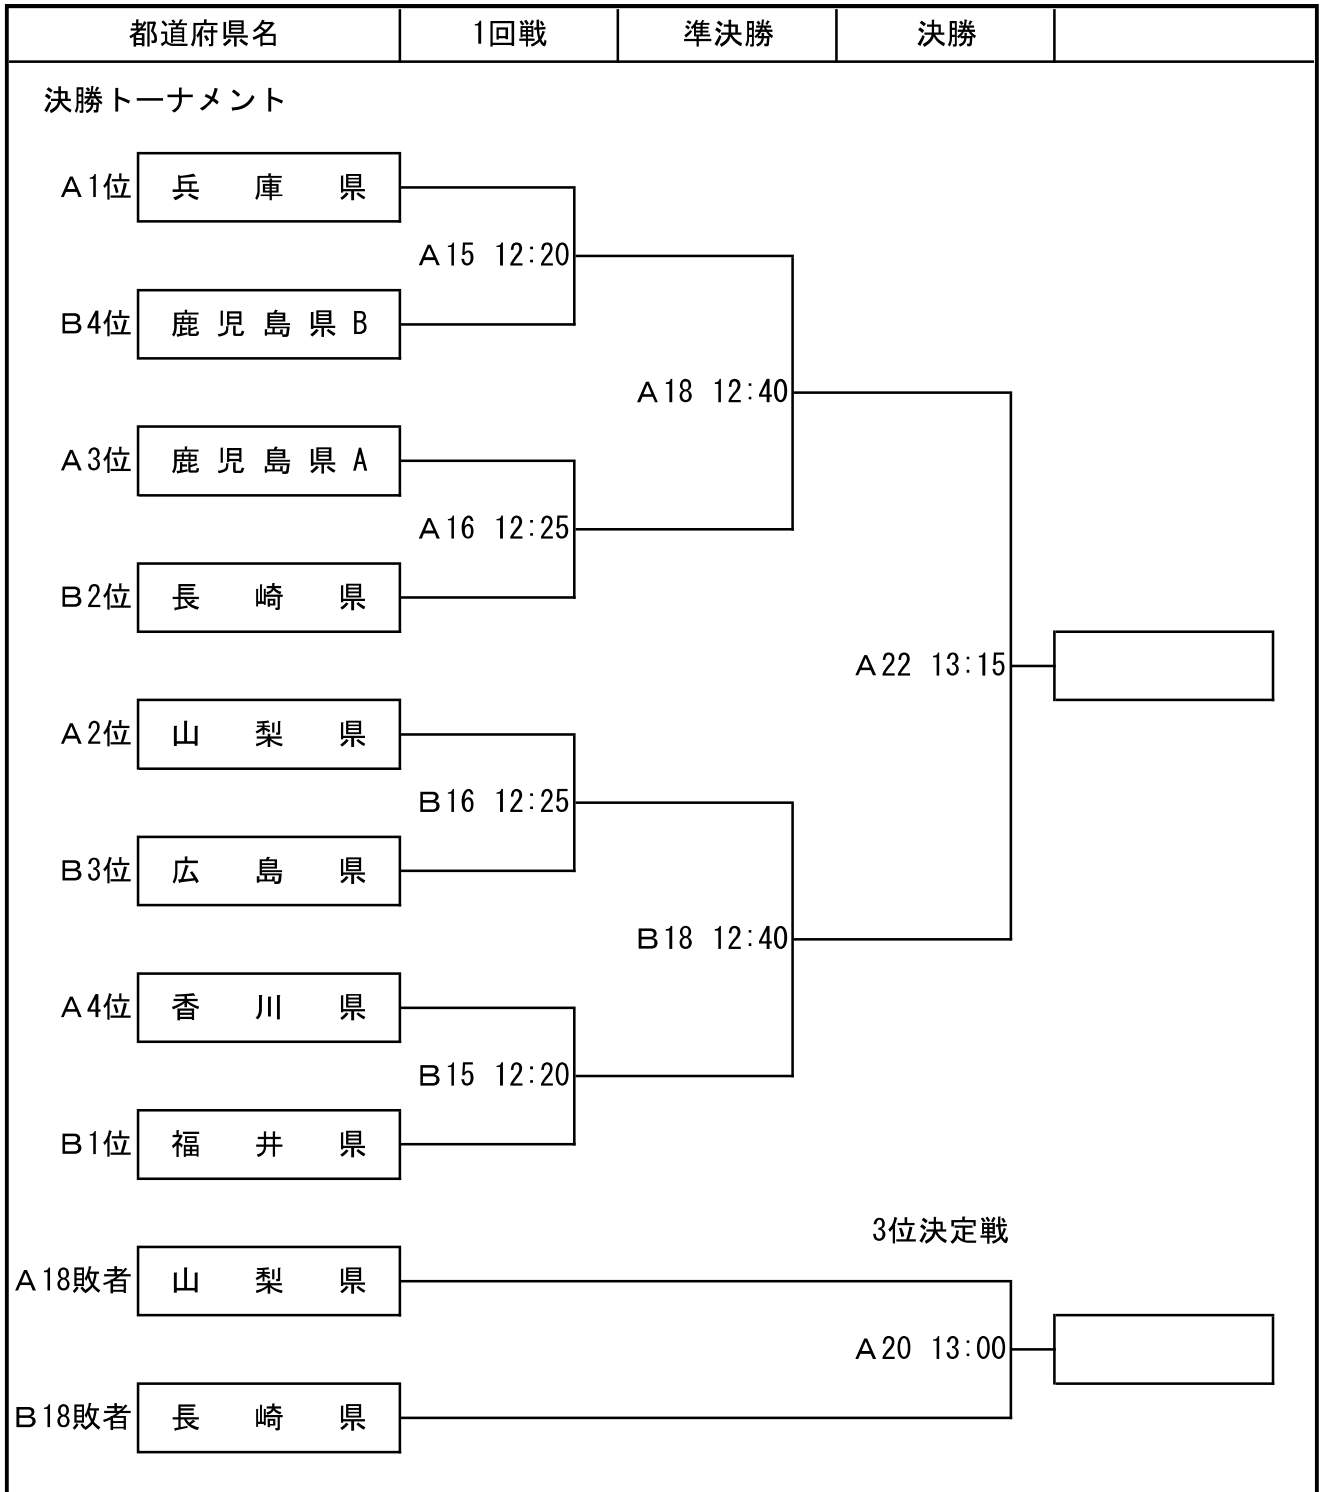 都道府県名 1回戦 準決勝 決勝
決勝トーナメント
A1位 兵庫県
A15 12:20
B4位 鹿児島県B
A18 12:40
A3位 鹿児島県A
A16 12:25
B2位 長崎県
A22 13:15
A2位 山梨県
B16 12:25
B3位 広島県
B18 12:40
A4位 香川県
B15 12:20
B1位 福井県
3位決定戦
A18敗者 山梨県
A20 13:00
B18敗者 長崎県